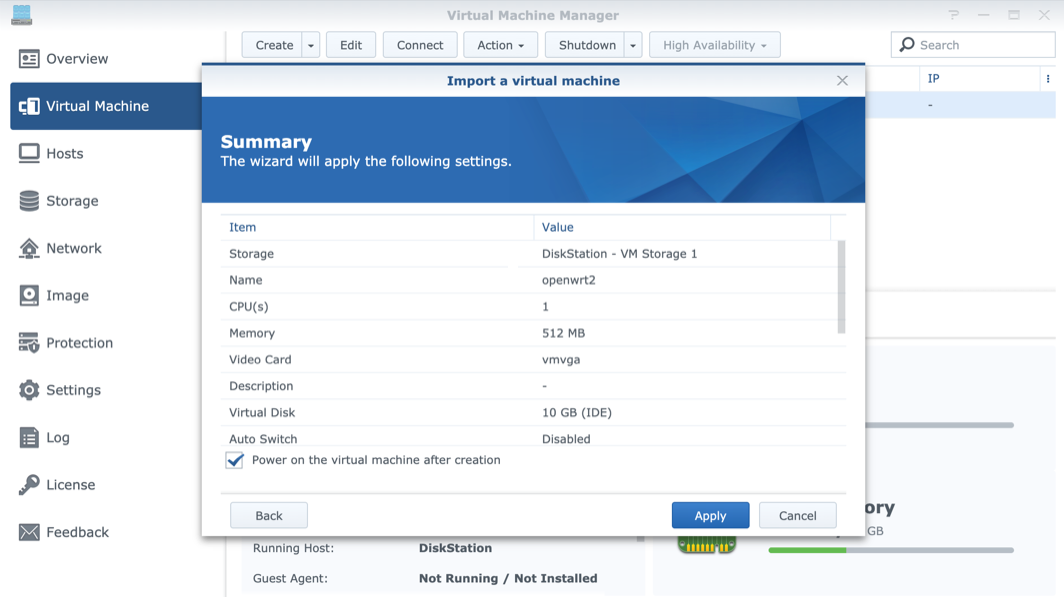 Virtual Machine Manager
Overview
Virtual Machine
Hosts
Storage
Network
Image
Protection
Settings
Log
License
Feedback
Create Edit Connect Action Shutdown High Availability Search
IP
-
Import a virtual machine
Summary
The wizard will apply the following settings.
Item Value
Storage DiskStation - VM Storage 1
Name openwrt2
CPU(s) 1
Memory 512 MB
Video Card vmvga
Description -
Virtual Disk 10 GB (IDE)
Auto Switch Disabled
Power on the virtual machine after creation
Back Apply Cancel
ory
GB
Running Host: DiskStation
Guest Agent: Not Running / Not Installed